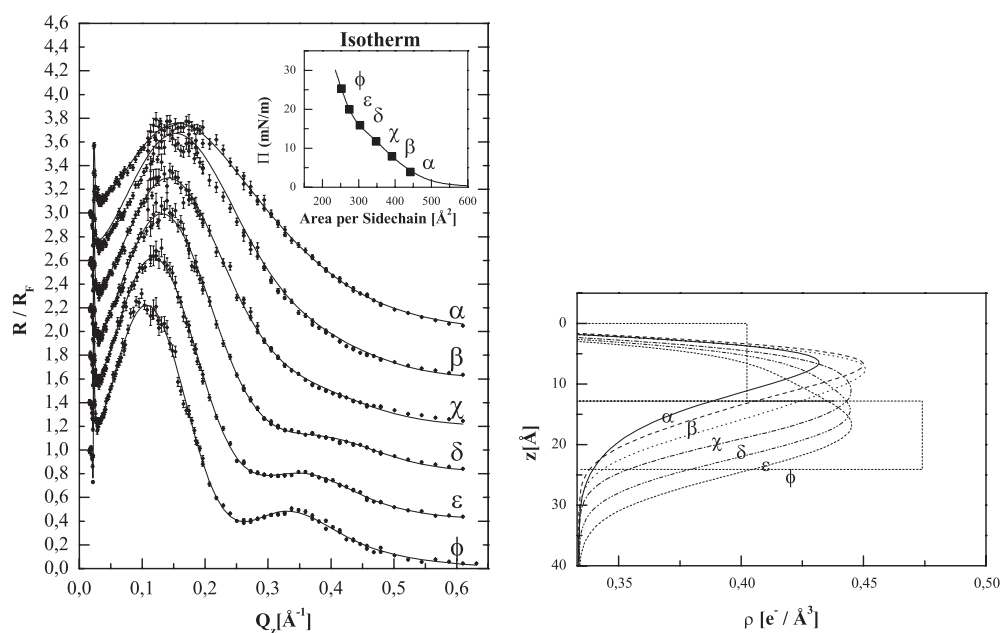 4,6
4,4
4,2
4,0
3,8
3,6
3,4
3,2
3,0
2,8
2,6
2,4
2,2
2,0
1,8
1,6
1,4
1,2
1,0
0,8
0,6
0,4
0,2
0,0
R / R_F
0,0 0,1 0,2 0,3 0,4 0,5 0,6
Q_z[Å⁻¹]
α
β
χ
δ
ε
ϕ
Isotherm
30
20
10
0
Π (mN/m)
ϕ
ε
δ
χ
β
α
200 300 400 500 600
Area per Sidechain [Å²]
0
10
20
30
40
z[Å]
α
β
χ
δ
ε
ϕ
0,35 0,40 0,45 0,50
ρ [e⁻ / Å³]